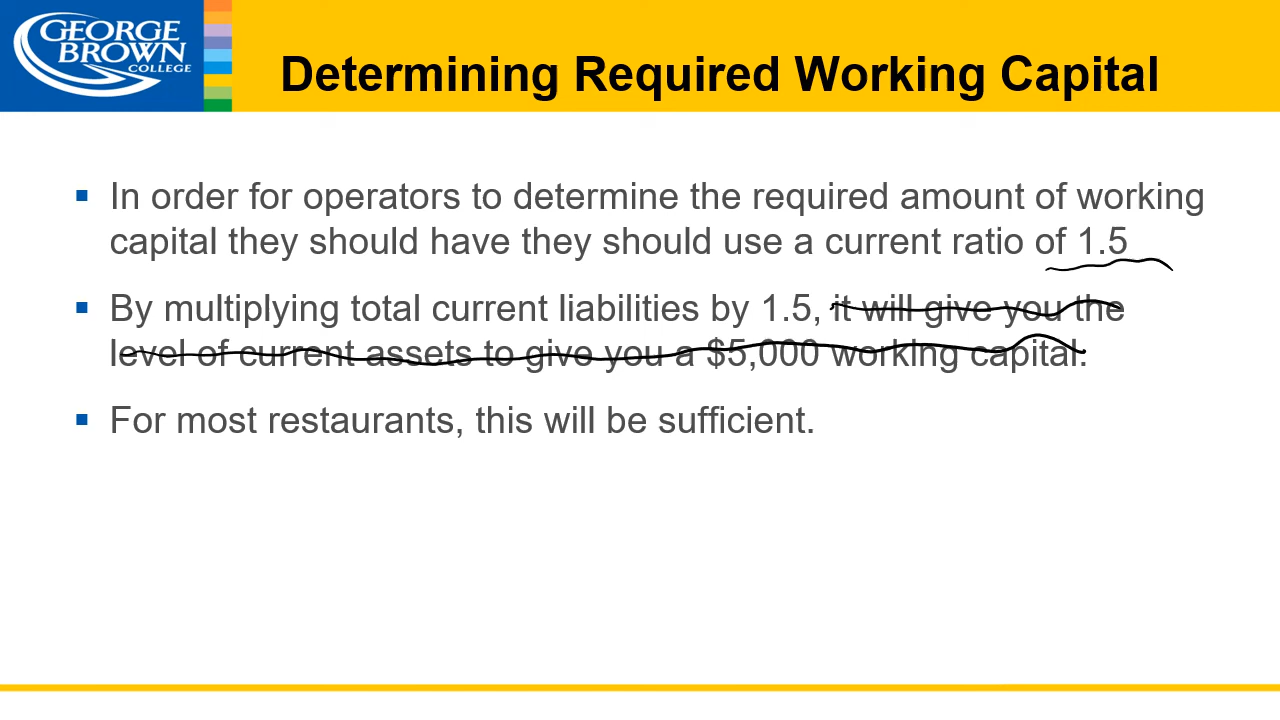 GEORGE
BROWN
COLLEGE
Determining Required Working Capital
In order for operators to determine the required amount of working
capital they should have they should use a current ratio of 1.5
By multiplying total current liabilities by 1.5, it will give you the
level of current assets to give you a $5,000 working capital.
For most restaurants, this will be sufficient.